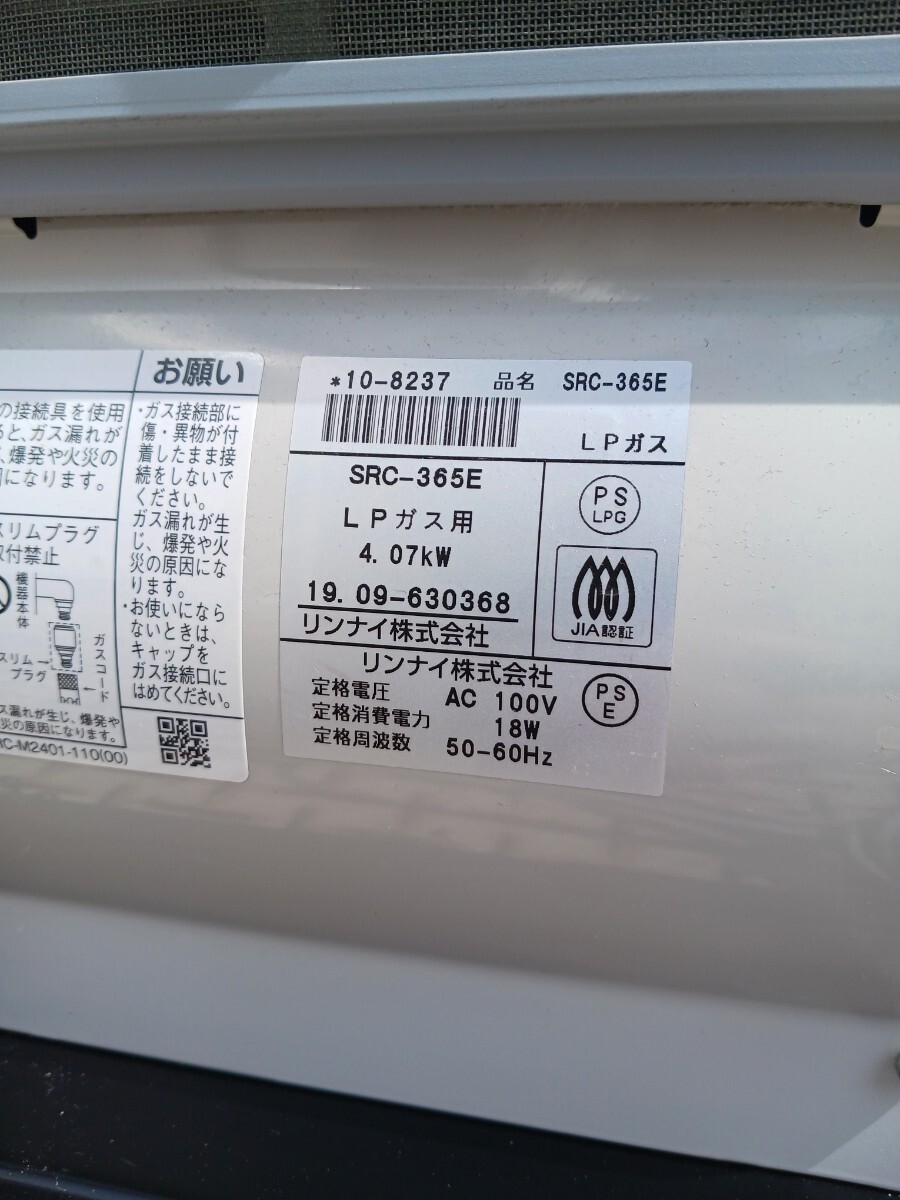 お願い
の接続具を使用
ると、ガス漏れが
、爆発や火災の
因になります。
スリムプラグ
取付禁止
機器本体
ガスコード
スリム
プラグ
ス漏れが生じ、爆発や
災の原因になります。
RC-M2401-110(00)
・ガス接続部に
傷・異物が付
着したまま接
続をしないで
ください。
ガス漏れが生
じ、爆発や火
災の原因にな
ります。
・お使いになら
ないときは、
キャップを
ガス接続口に
はめてください。
*10-8237 品名 SRC-365E
LPガス
SRC-365E
LPガス用
4.07kW
19.09-630368
リンナイ株式会社
PS
LPG
JIA認証
リンナイ株式会社
定格電圧 AC 100V
定格消費電力 18W
定格周波数 50-60Hz
PS
E